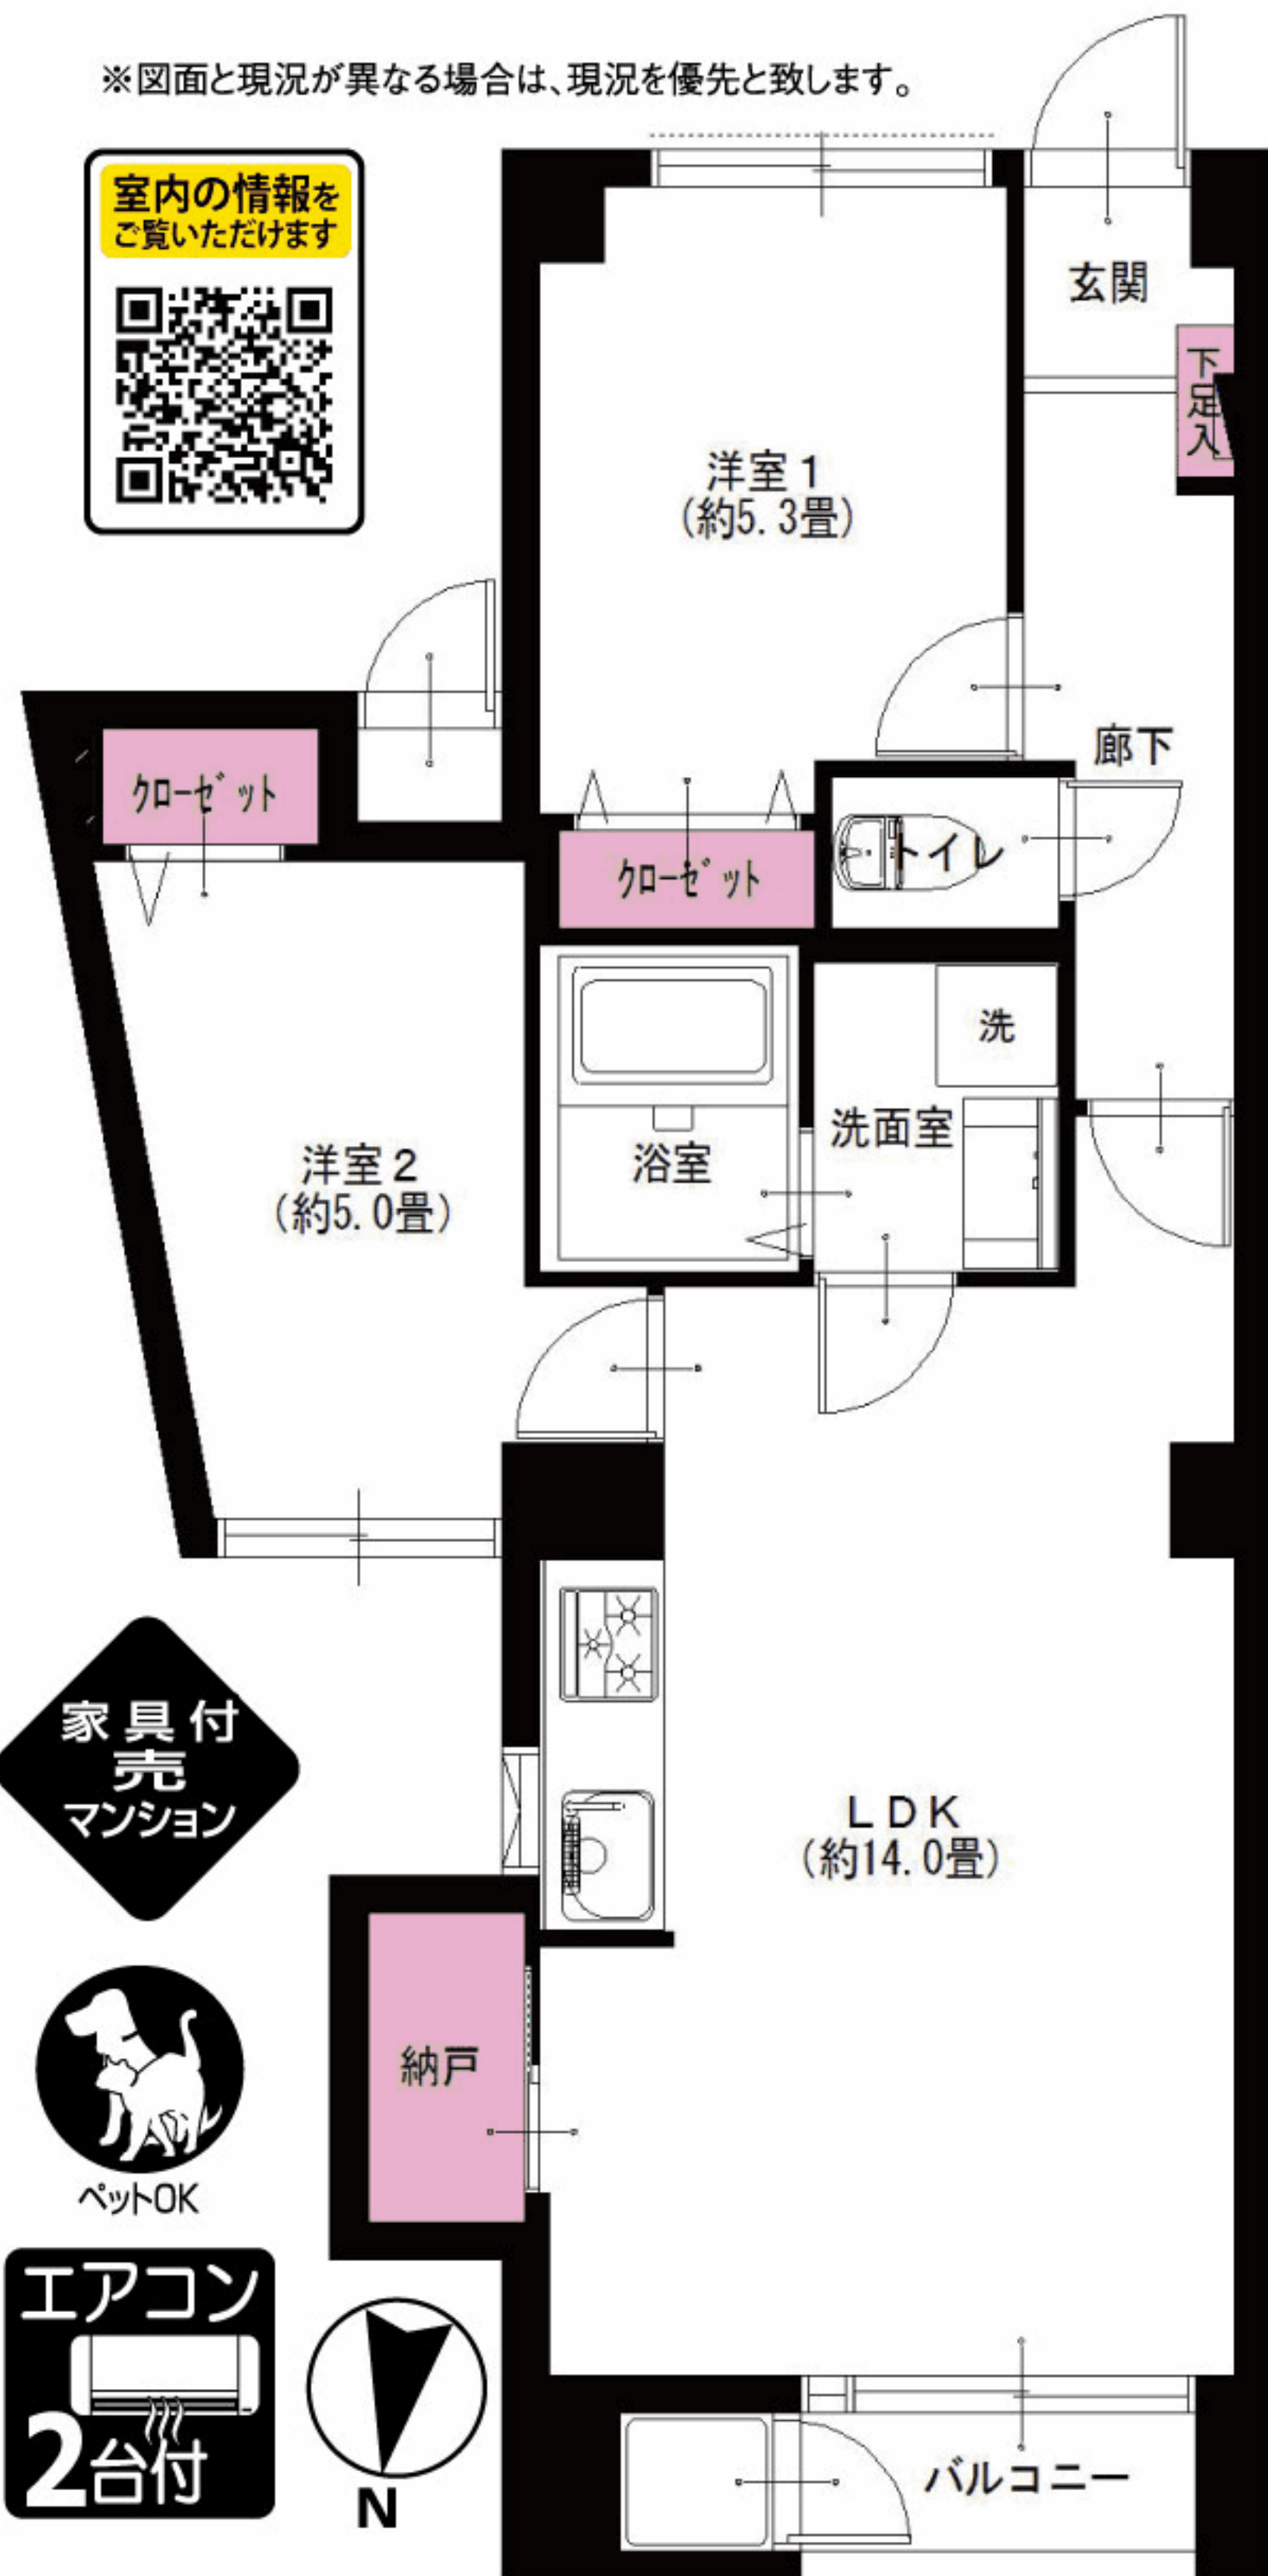 ※図面と現況が異なる場合は、現況を優先と致します。
室内の情報を
ご覧いただけます
玄関
下足入
洋室1
(約5.3畳)
廊下
クローゼット
クローゼット
トイレ
洗
洗面室
浴室
洋室2
(約5.0畳)
家具付
売
マンション
LDK
(約14.0畳)
納戸
ペットOK
エアコン
2台付
N
バルコニー